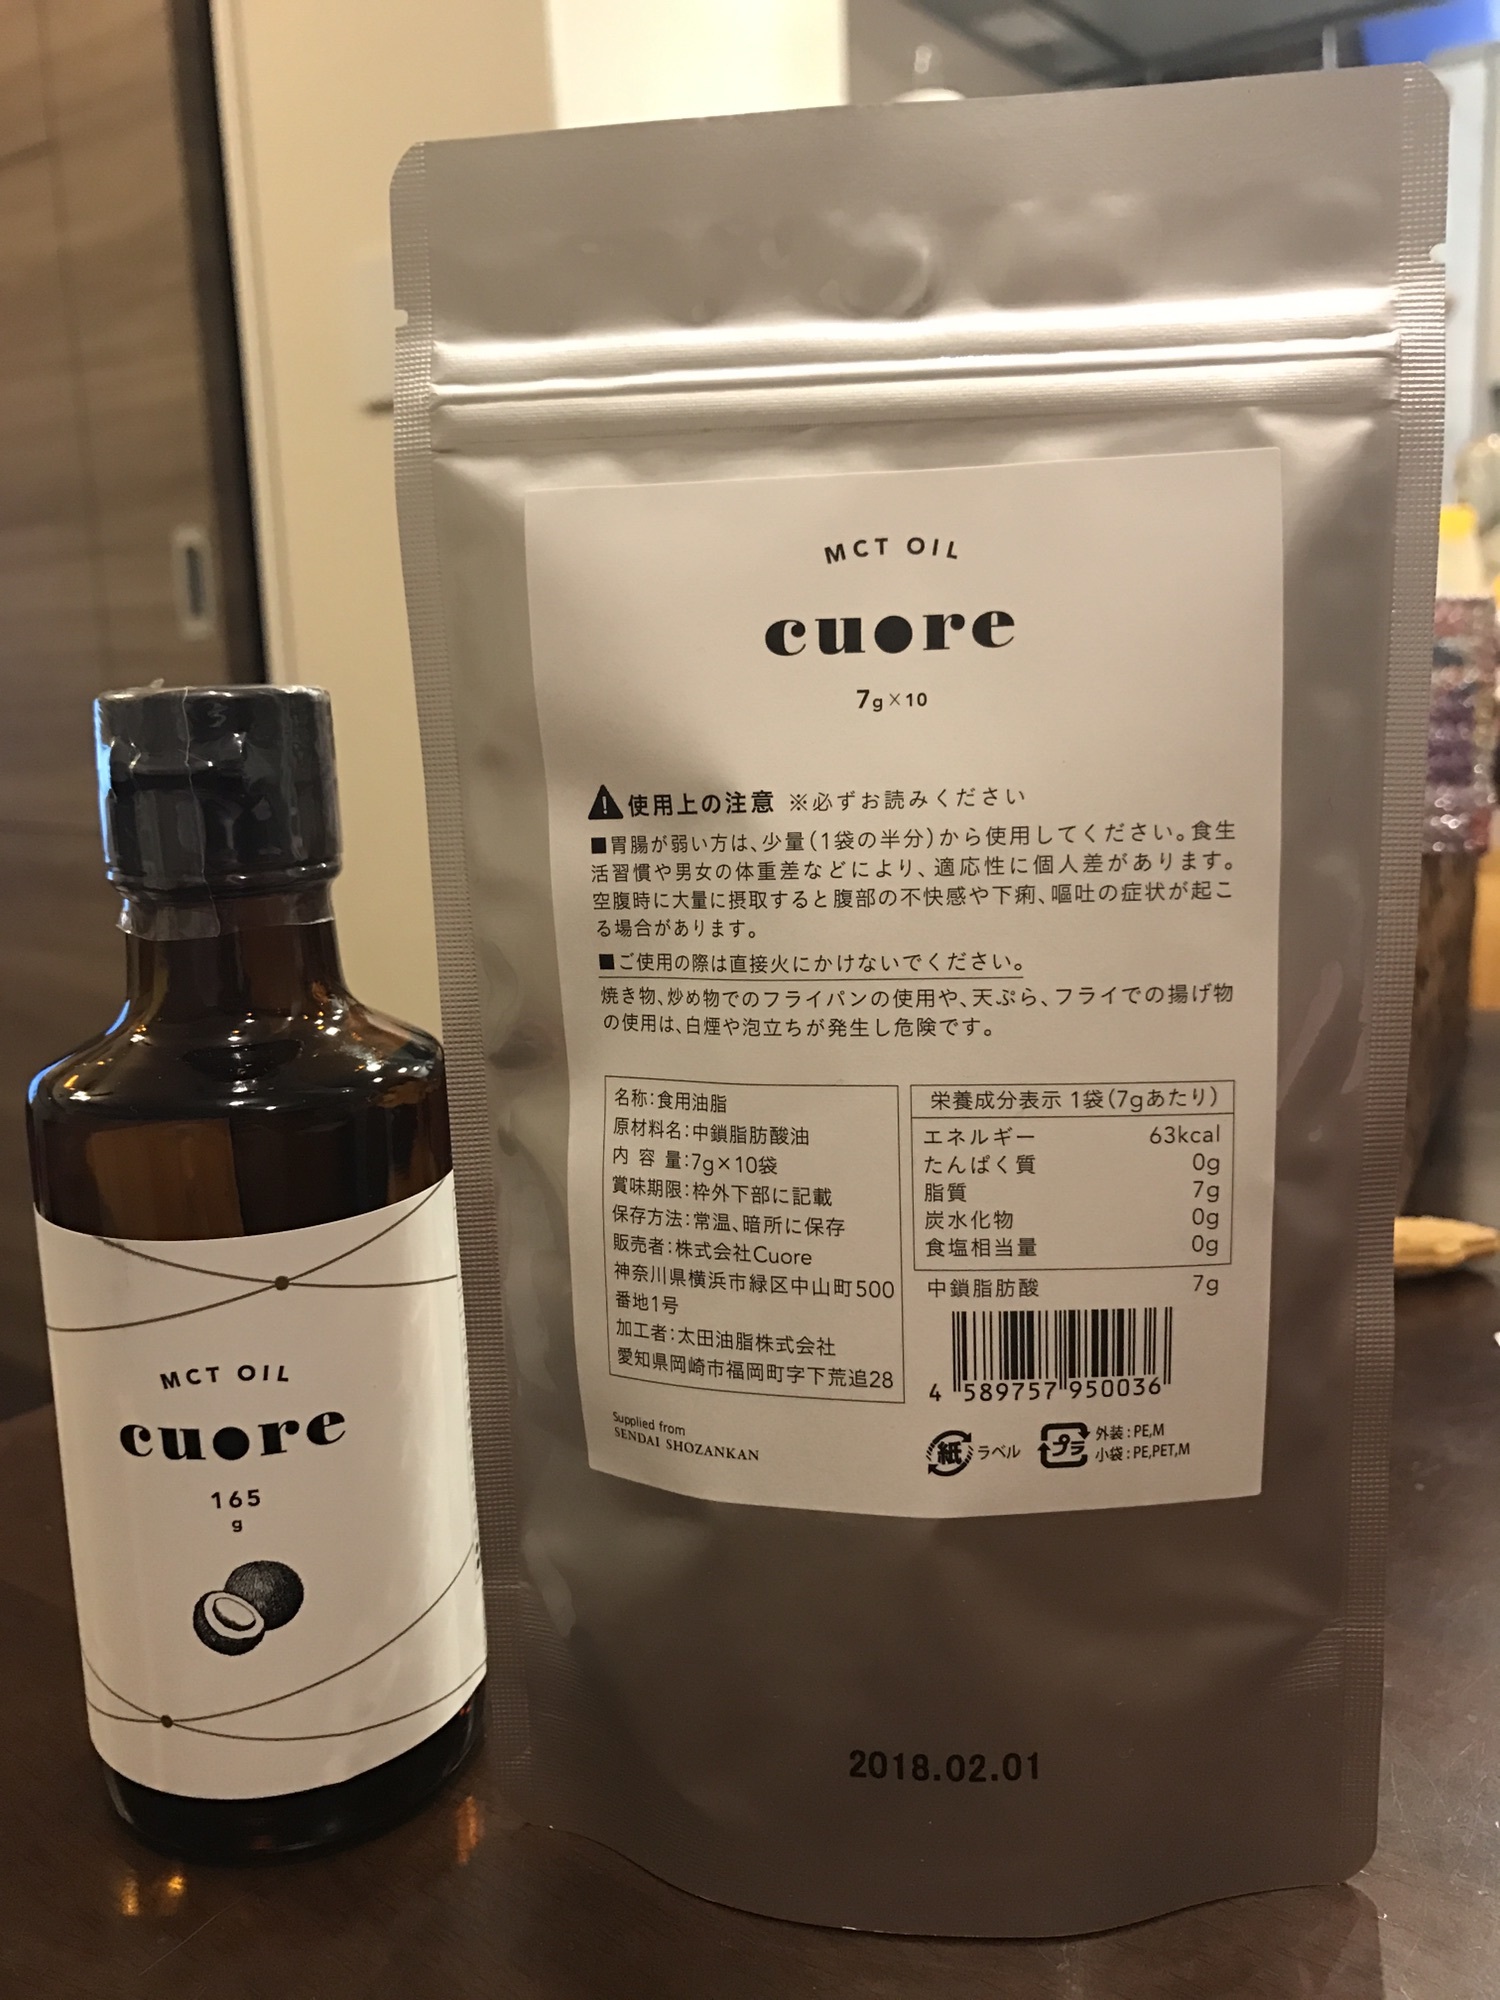 MCT OIL
cuore
165
g
MCT OIL
cuore
7g×10
使用上の注意 ※必ずお読みください
■胃腸が弱い方は、少量(1袋の半分)から使用してください。食生
活習慣や男女の体重差などにより、適応性に個人差があります。
空腹時に大量に摂取すると腹部の不快感や下痢、嘔吐の症状が起こ
る場合があります。
■ご使用の際は直接火にかけないでください。
焼き物、炒め物でのフライパンの使用や、天ぷら、フライでの揚げ物
の使用は、白煙や泡立ちが発生し危険です。
名称:食用油脂
原材料名:中鎖脂肪酸油
内容量:7g×10袋
賞味期限:枠外下部に記載
保存方法:常温、暗所に保存
販売者:株式会社Cuore
神奈川県横浜市緑区中山町500
番地1号
加工者:太田油脂株式会社
愛知県岡崎市福岡町字下荒追28
Supplied from
SENDAI SHOZANKAN
栄養成分表示 1袋(7gあたり)
エネルギー 63kcal
たんぱく質 0g
脂質 7g
炭水化物 0g
食塩相当量 0g
中鎖脂肪酸 7g
4 589757 950036
紙 ラベル
プラ 外装:PE,M
小袋:PE,PET,M
2018.02.01